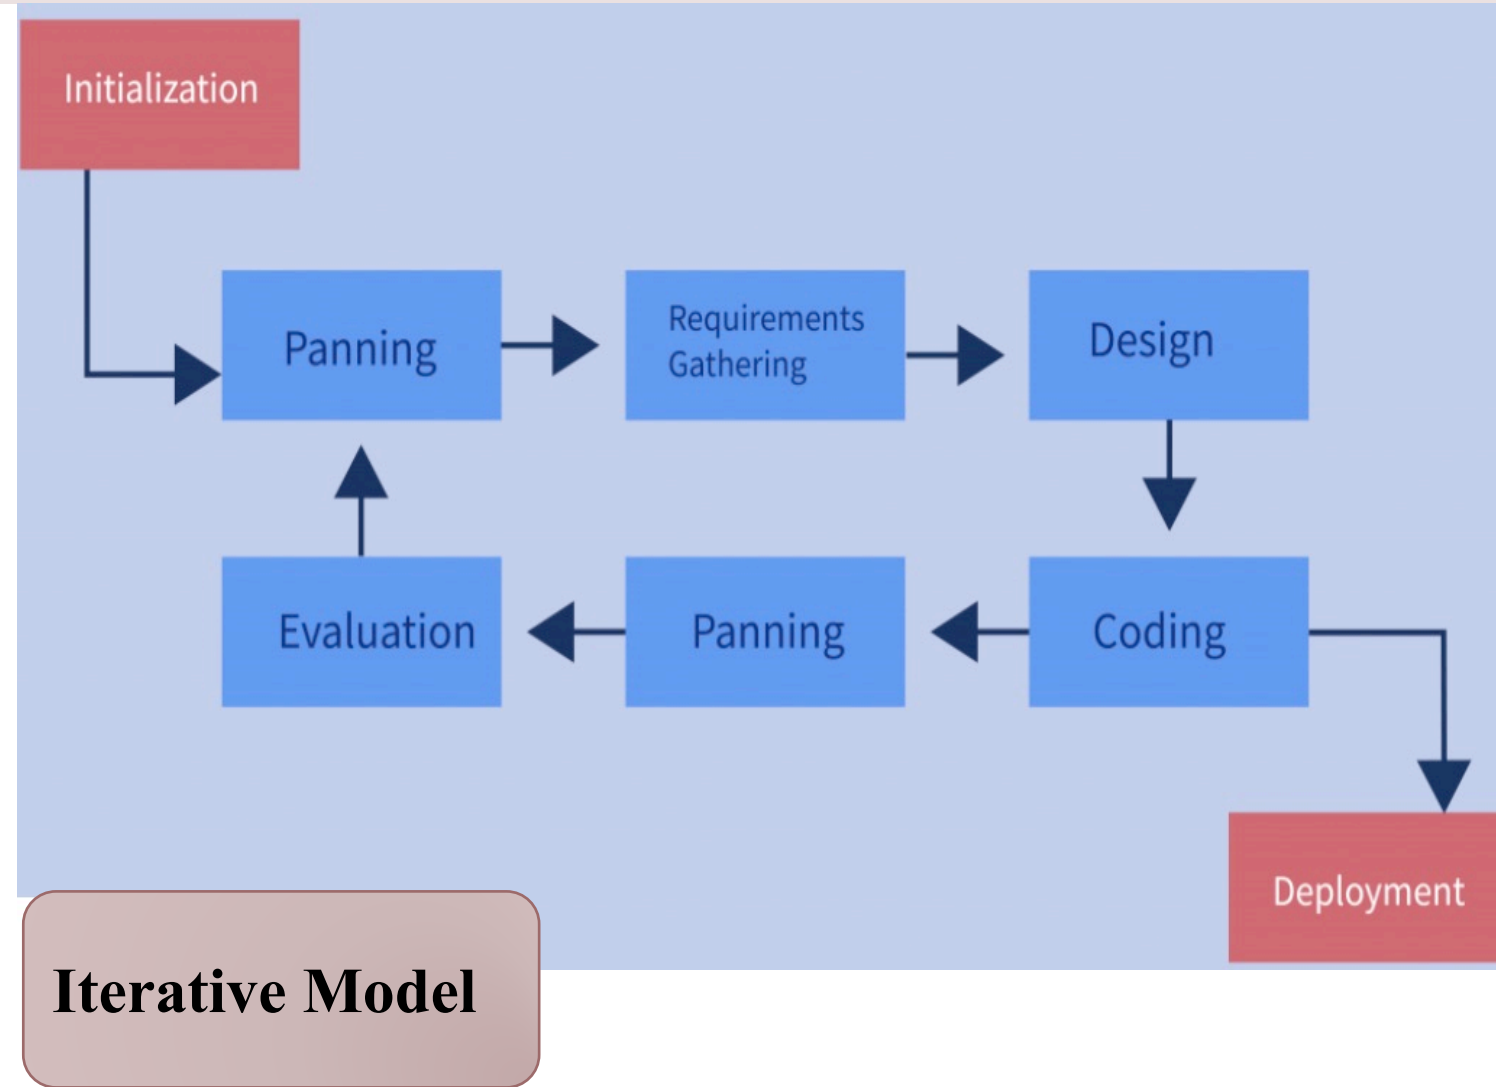 Initialization
Panning
Requirements
Gathering
Design
Evaluation
Panning
Coding
Deployment
Iterative Model